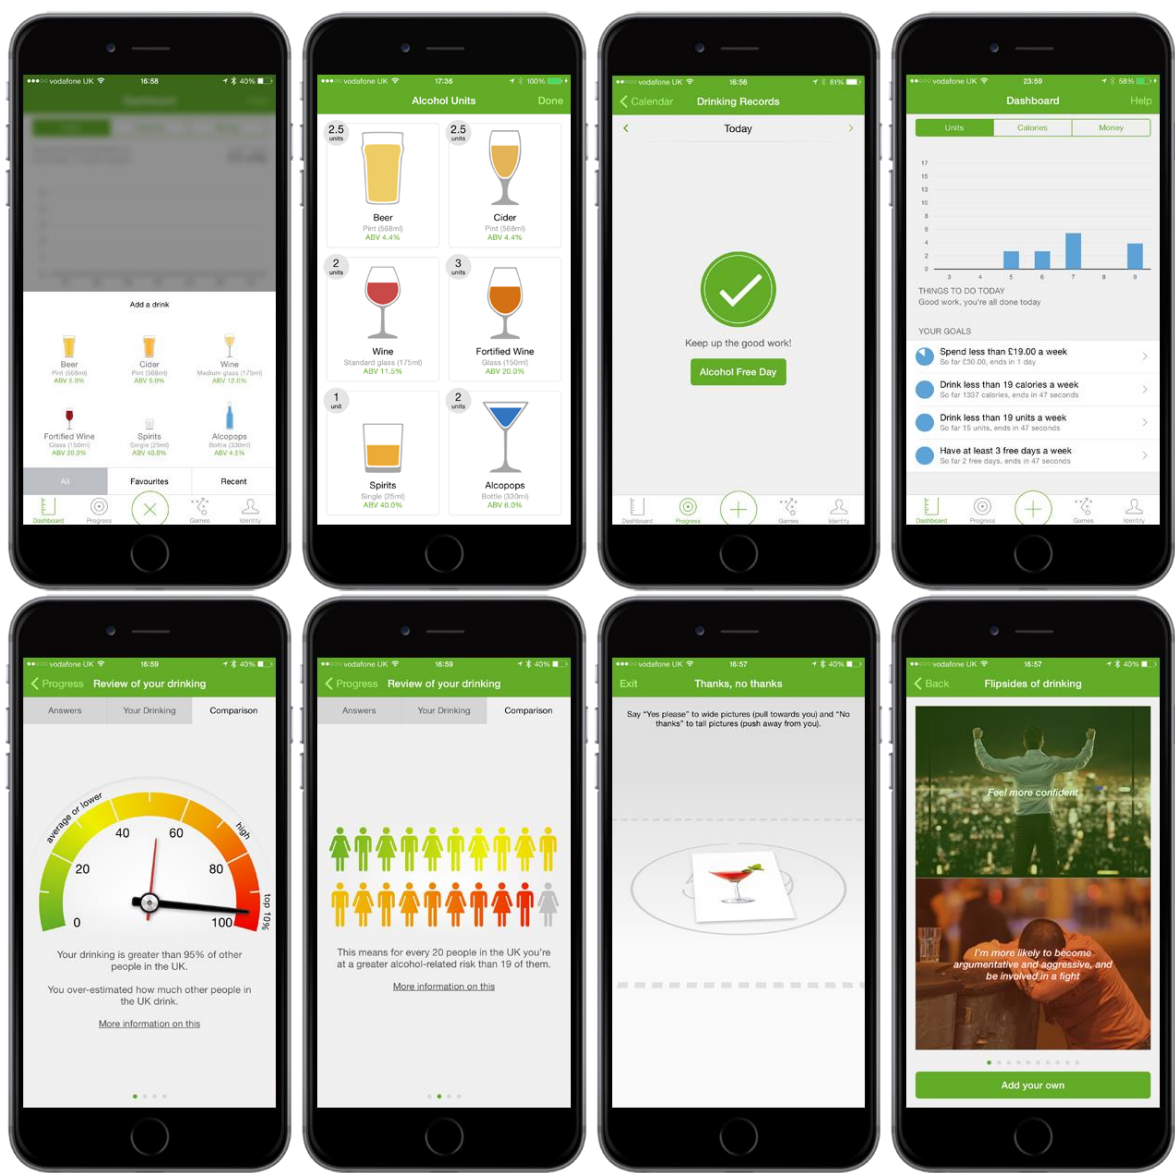 vodafone UK 16:58 40%
Add a drink
Beer Cider Wine
Pint (568ml) Pint (568ml) Medium glass (175ml)
ABV 5.0% ABV 5.0% ABV 12.0%
Fortified Wine Spirits Alcopops
Glass (150ml) Single (25ml) Bottle (330ml)
ABV 20.0% ABV 40.0% ABV 4.5%
All Favourites Recent
Dashboard Progress Games Identity
vodafone UK 17:36 100%
Alcohol Units Done
2.5 units 2.5 units
Beer Cider
Pint (568ml) Pint (568ml)
ABV 4.4% ABV 4.4%
2 units 3 units
Wine Fortified Wine
Standard glass (175ml) Glass (150ml)
ABV 11.5% ABV 20.0%
1 unit 2 units
Spirits Alcopops
Single (25ml) Bottle (330ml)
ABV 40.0% ABV 6.0%
vodafone UK 16:56 81%
Calendar Drinking Records
Today
Keep up the good work!
Alcohol Free Day
Dashboard Progress Games Identity
vodafone UK 23:59 58%
Dashboard Help
Units Calories Money
17
15
13
10
8
6
4
2
0
3 4 5 6 7 8 9
THINGS TO DO TODAY
Good work, you're all done today
YOUR GOALS
Spend less than £19.00 a week
So far £30.00, ends in 1 day
Drink less than 19 calories a week
So far 1337 calories, ends in 47 seconds
Drink less than 19 units a week
So far 15 units, ends in 47 seconds
Have at least 3 free days a week
So far 2 free days, ends in 47 seconds
Dashboard Progress Games Identity
vodafone UK 16:59 40%
Progress Review of your drinking
Answers Your Drinking Comparison
average or lower
high
top 10%
0 20 40 60 80 100
Your drinking is greater than 95% of other
people in the UK.
You over-estimated how much other people in
the UK drink.
More information on this
vodafone UK 16:59 40%
Progress Review of your drinking
Answers Your Drinking Comparison
This means for every 20 people in the UK you're
at a greater alcohol-related risk than 19 of them.
More information on this
vodafone UK 16:57 40%
Exit Thanks, no thanks
Say "Yes please" to wide pictures (pull towards you) and "No
thanks" to tall pictures (push away from you).
vodafone UK 16:57 40%
Back Flipsides of drinking
Feel more confident
I'm more likely to become
argumentative and aggressive, and
be involved in a fight
Add your own